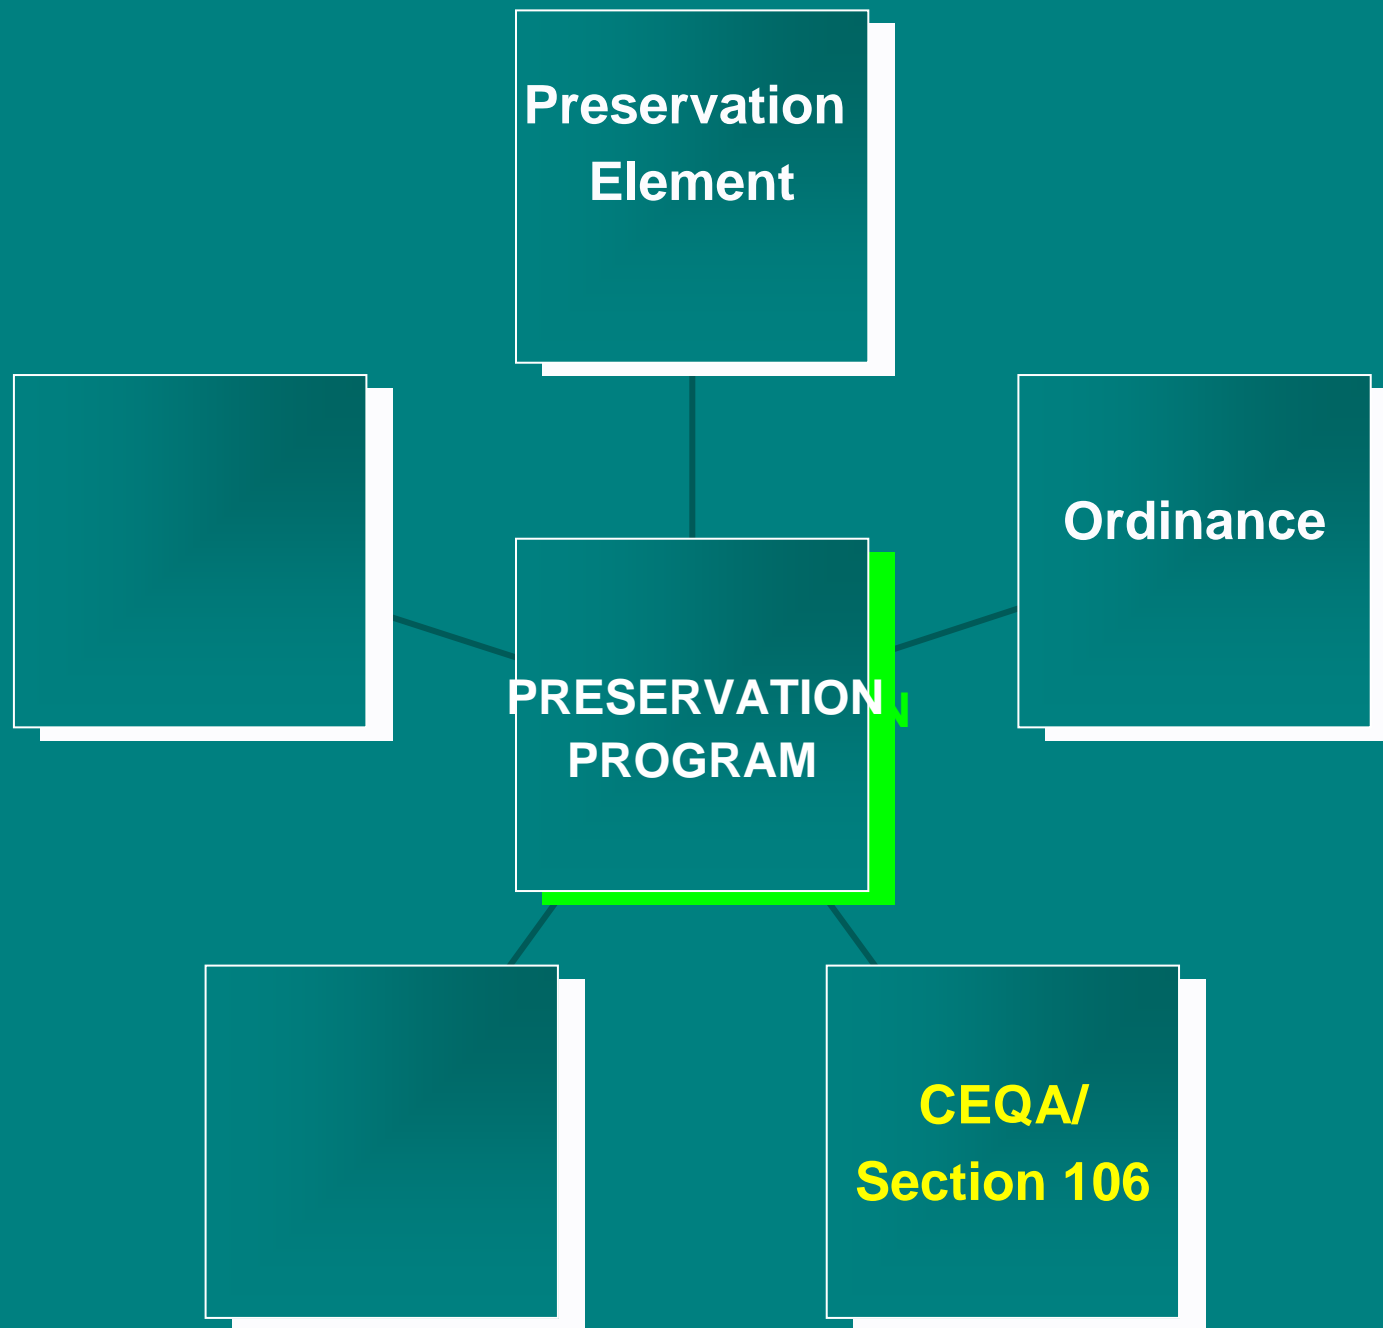 Preservation
Element
Ordinance
PRESERVATION
PROGRAM
CEQA/
Section 106